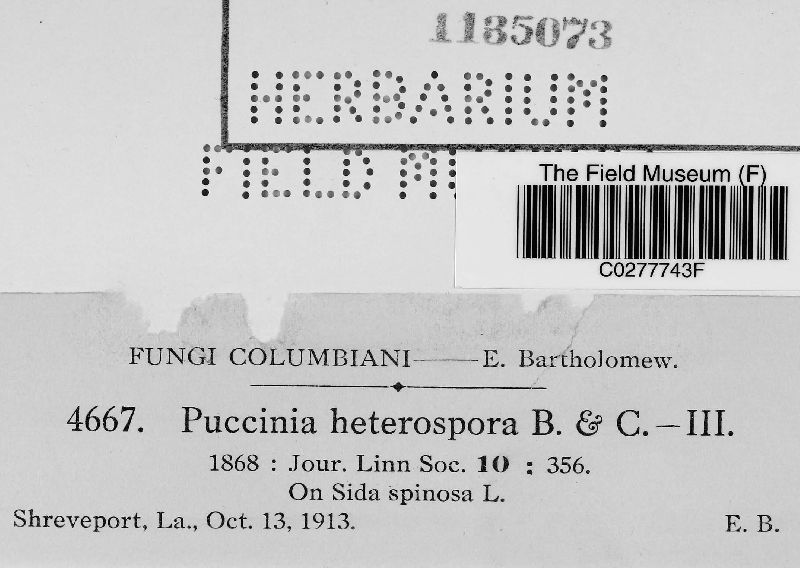 1185073
HERBARIUM
FIELD
The Field Museum (F)
C0277743F
FUNGI COLUMBIANI——E. Bartholomew.
4667. Puccinia heterospora B. & C.—III.
1868 : Jour. Linn Soc. 10 : 356.
On Sida spinosa L.
Shreveport, La., Oct. 13, 1913. E. B.